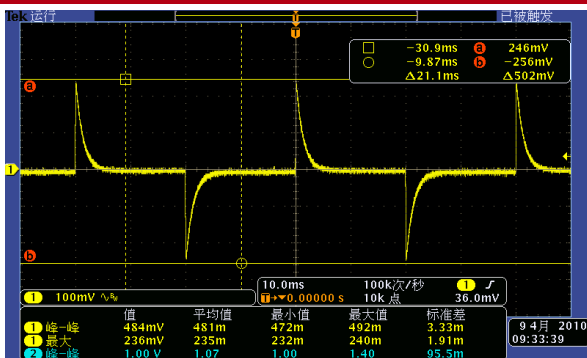 Tek 运行 已被触发
T
T
□ -30.9ms a 246mV
○ -9.87ms b -256mV
Δ21.1ms Δ502mV
a
1
b
1 100mV ∿ BW
10.0ms 100k次/秒 1 ∫
T→▼0.00000 s 10k 点 36.0mV
值 平均值 最小值 最大值 标准差
1 峰-峰 484mV 481m 472m 492m 3.33m
1 最大 236mV 235m 232m 240m 1.91m
2 峰-峰 1.00 V 1.07 1.00 1.40 95.5m
9 4月 2010
09:33:39